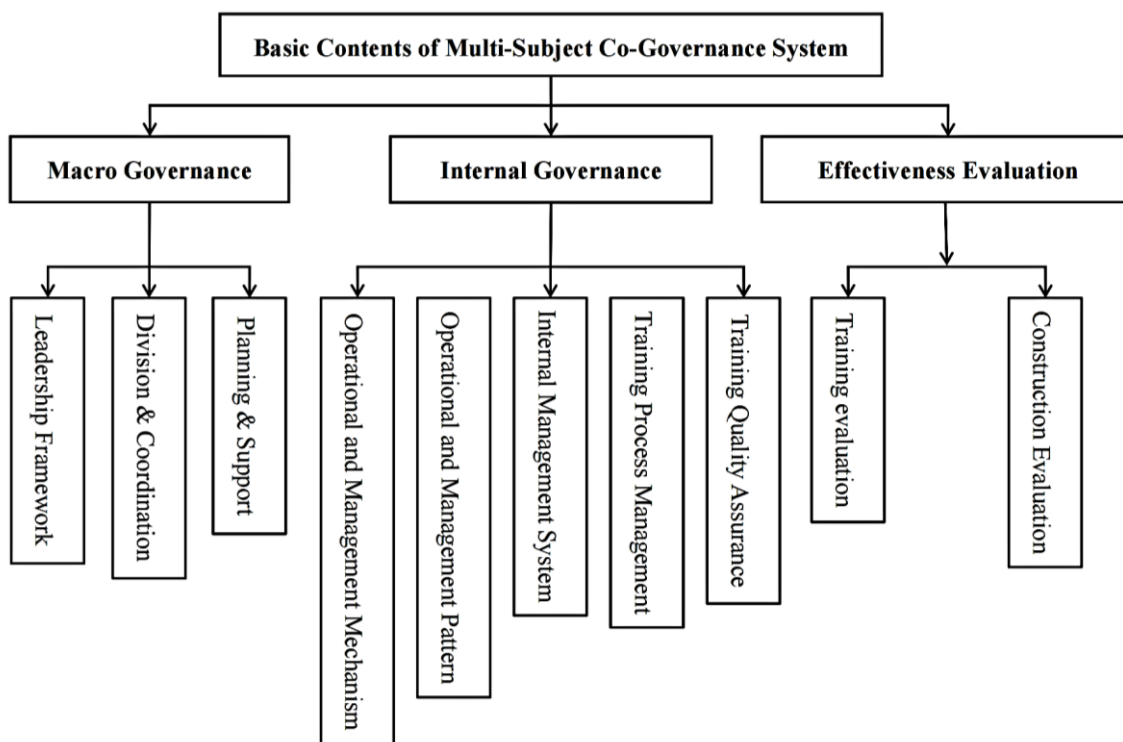 Basic Contents of Multi-Subject Co-Governance System
Macro Governance
Internal Governance
Effectiveness Evaluation
Leadership Framework
Division & Coordination
Planning & Support
Operational and Management Mechanism
Operational and Management Pattern
Internal Management System
Training Process Management
Training Quality Assurance
Training evaluation
Construction Evaluation